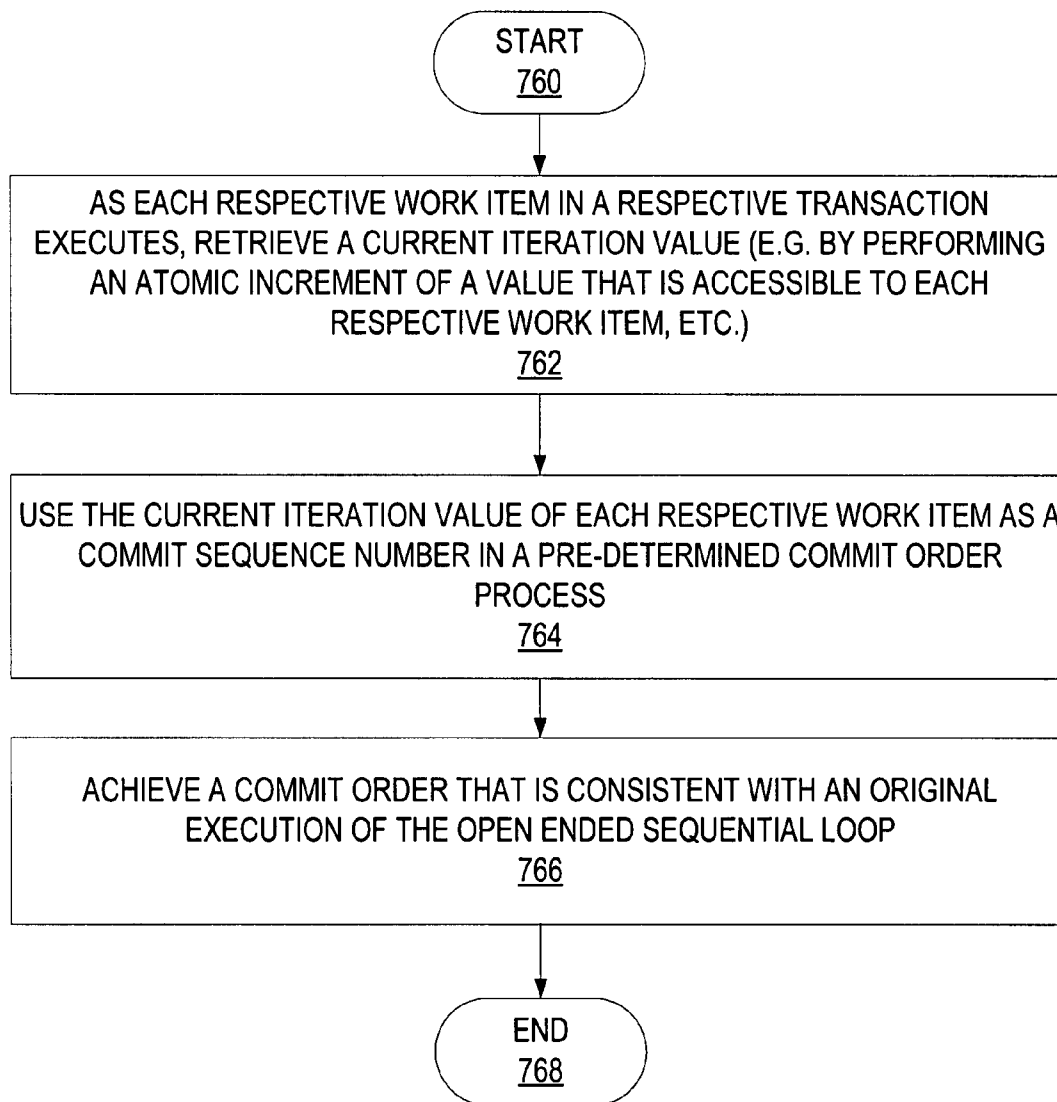 START
760
AS EACH RESPECTIVE WORK ITEM IN A RESPECTIVE TRANSACTION
EXECUTES, RETRIEVE A CURRENT ITERATION VALUE (E.G. BY PERFORMING
AN ATOMIC INCREMENT OF A VALUE THAT IS ACCESSIBLE TO EACH
RESPECTIVE WORK ITEM, ETC.)
762
USE THE CURRENT ITERATION VALUE OF EACH RESPECTIVE WORK ITEM AS A
COMMIT SEQUENCE NUMBER IN A PRE-DETERMINED COMMIT ORDER
PROCESS
764
ACHIEVE A COMMIT ORDER THAT IS CONSISTENT WITH AN ORIGINAL
EXECUTION OF THE OPEN ENDED SEQUENTIAL LOOP
766
END
768